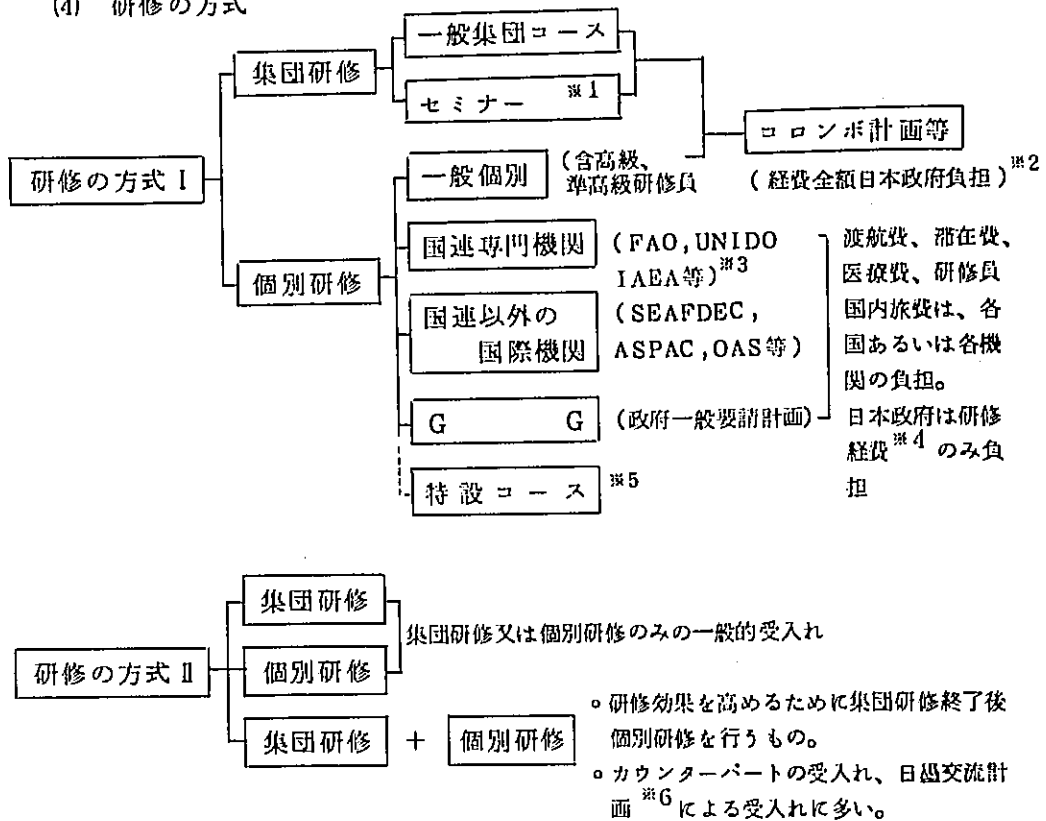 (4) 研修の方式
一般集団コース
集団研修
セミナー ※1
コロンボ計画等
研修の方式 I
一般個別
(含高級、
準高級研修員
(経費金額日本政府負担)※2
国連専門機関
(FAO,UNIDO
IAEA等)※3
個別研修
国連以外の
国際機関
(SEAFDEC,
ASPAC,OAS等)
G G
(政府一般要請計画)
特設コース ※5
渡航費、滞在費、
医療費、研修員
国内旅費は、各
国あるいは各機
関の負担。
日本政府は研修
経費※4 のみ負
担
集団研修
集団研修又は個別研修のみの一般的受入れ
研修の方式 II
個別研修
集団研修 + 個別研修
◦研修効果を高めるために集団研修終了後
個別研修を行うもの。
◦カウンターパートの受入れ、日墨交流計
画※6による受入れに多い。